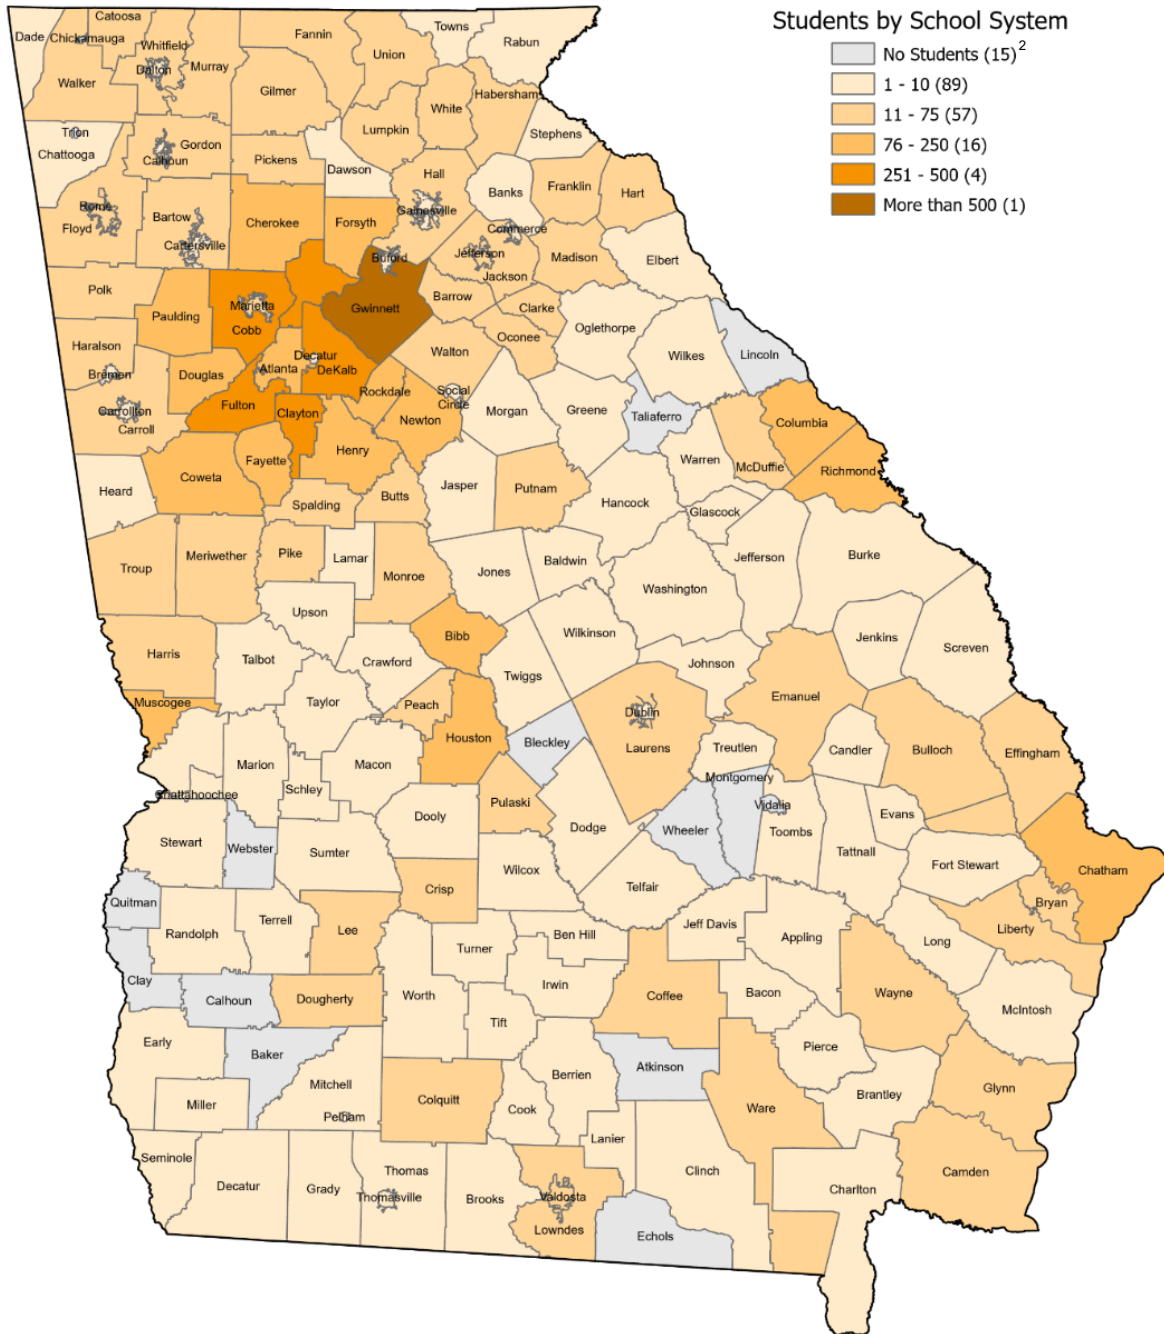 Students by School System
No Students (15)2
1 - 10 (89)
11 - 75 (57)
76 - 250 (16)
251 - 500 (4)
More than 500 (1)
Dade
Catoosa
Chickamauga
Whitfield
Dalton
Murray
Walker
Fannin
Union
Towns
Rabun
Gilmer
White
Habersham
Lumpkin
Stephens
Trion
Chattooga
Gordon
Calhoun
Pickens
Dawson
Hall
Banks
Franklin
Hart
Rome
Floyd
Bartow
Cartersville
Cherokee
Forsyth
Gainesville
Commerce
Jefferson
Jackson
Madison
Elbert
Buford
Polk
Paulding
Marietta
Cobb
Gwinnett
Barrow
Clarke
Oconee
Oglethorpe
Wilkes
Lincoln
Haralson
Bremen
Douglas
Atlanta
Decatur
DeKalb
Walton
Social
Circle
Rockdale
Carrollton
Carroll
Fulton
Clayton
Newton
Morgan
Greene
Taliaferro
Columbia
Richmond
Heard
Coweta
Fayette
Henry
Jasper
Putnam
Hancock
Warren
McDuffie
Glascock
Spalding
Butts
Troup
Meriwether
Pike
Lamar
Monroe
Jones
Baldwin
Washington
Jefferson
Burke
Upson
Bibb
Wilkinson
Jenkins
Screven
Harris
Talbot
Crawford
Twiggs
Johnson
Emanuel
Muscogee
Taylor
Peach
Houston
Bleckley
Dublin
Laurens
Treutlen
Candler
Bulloch
Effingham
Marion
Macon
Schley
Chattahoochee
Montgomery
Vidalia
Pulaski
Dooly
Dodge
Wheeler
Toombs
Evans
Stewart
Webster
Sumter
Wilcox
Telfair
Tattnall
Fort Stewart
Chatham
Quitman
Randolph
Terrell
Lee
Crisp
Turner
Ben Hill
Jeff Davis
Appling
Long
Liberty
Bryan
Clay
Calhoun
Dougherty
Worth
Irwin
Tift
Coffee
Bacon
Wayne
McIntosh
Early
Baker
Mitchell
Pelham
Miller
Colquitt
Cook
Berrien
Atkinson
Pierce
Brantley
Glynn
Ware
Lanier
Clinch
Seminole
Decatur
Grady
Thomas
Thomasville
Brooks
Valdosta
Lowndes
Echols
Charlton
Camden